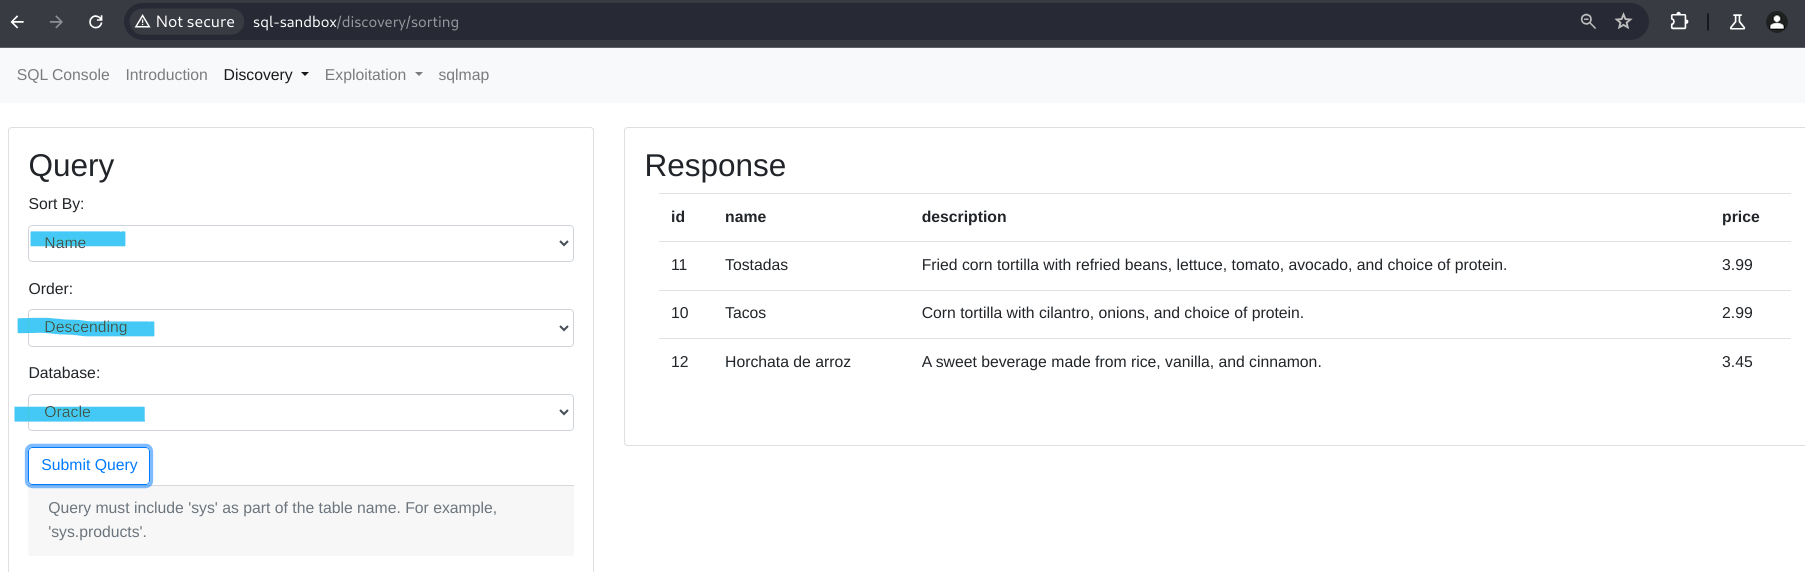 Not secure sql-sandbox/discovery/sorting
SQL Console Introduction Discovery Exploitation sqlmap
Query
Sort By:
Name
Order:
Descending
Database:
Oracle
Submit Query
Query must include 'sys' as part of the table name. For example,
'sys.products'.
Response
id name description price
11 Tostadas Fried corn tortilla with refried beans, lettuce, tomato, avocado, and choice of protein. 3.99
10 Tacos Corn tortilla with cilantro, onions, and choice of protein. 2.99
12 Horchata de arroz A sweet beverage made from rice, vanilla, and cinnamon. 3.45